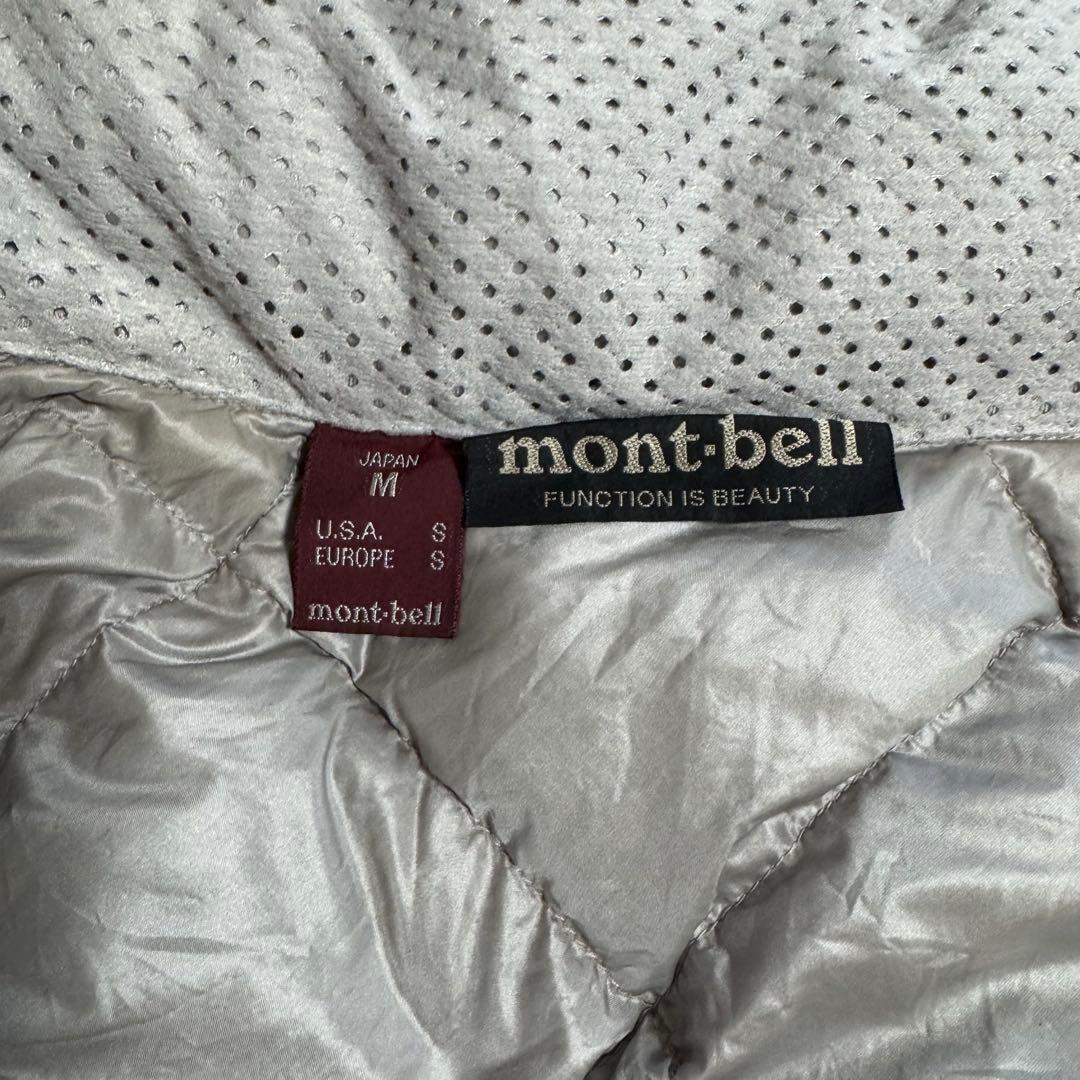 JAPAN
M
U.S.A. S
EUROPE S
mont-bell
mont-bell
FUNCTION IS BEAUTY